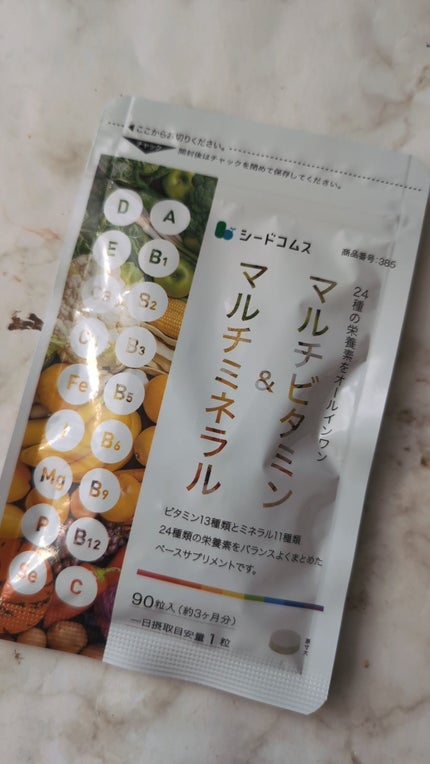 ここからお切りください。
チャック
開封後はチャックを閉めて保存してください。
シードコムス
商品番号:385
24種の栄養素をオールインワン
マルチビタミン
&
マルチミネラル
D A
E B1
B2
B3
Fe B5
I B6
Mg B9
P B12
Se C
ビタミン13種類とミネラル11種類
24種類の栄養素をバランスよくまとめた
ベースサプリメントです。
90粒入(約3ヶ月分)
一日摂取目安量1粒
実寸大